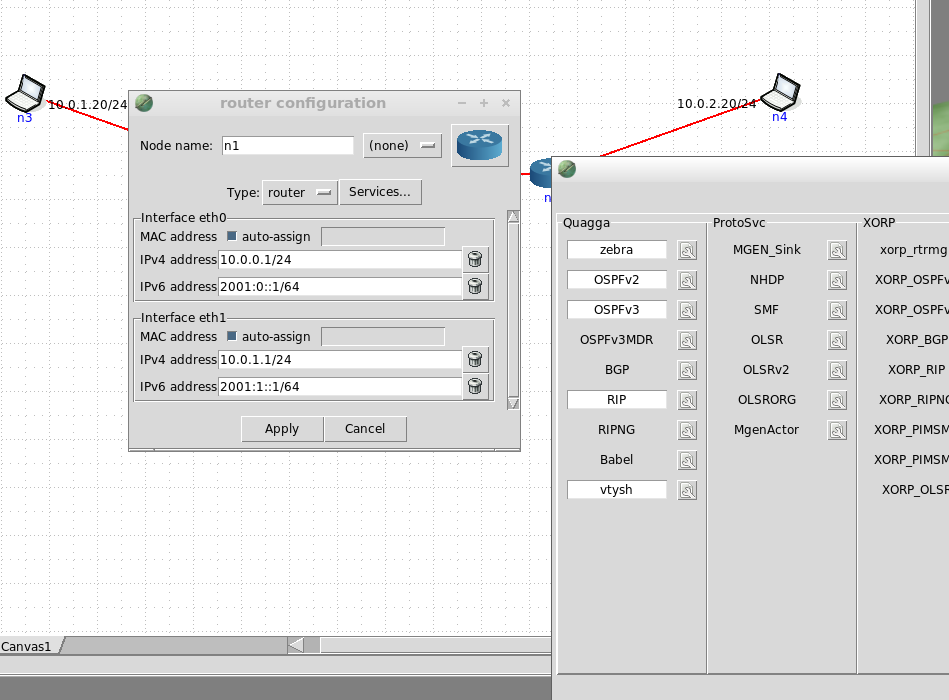 10.0.1.20/24
n3
10.0.2.20/24
n4
n
router configuration
Node name: n1 (none)
Type: router Services...
Interface eth0
MAC address auto-assign
IPv4 address 10.0.0.1/24
IPv6 address 2001:0::1/64
Interface eth1
MAC address auto-assign
IPv4 address 10.0.1.1/24
IPv6 address 2001:1::1/64
Apply Cancel
Quagga ProtoSvc XORP
zebra MGEN_Sink xorp_rtrmg
OSPFv2 NHDP XORP_OSPFv
OSPFv3 SMF XORP_OSPFv
OSPFv3MDR OLSR XORP_BGP
BGP OLSRv2 XORP_RIP
RIP OLSRORG XORP_RIPNG
RIPNG MgenActor XORP_PIMSM
Babel XORP_PIMSM
vtysh XORP_OLSR
Canvas1